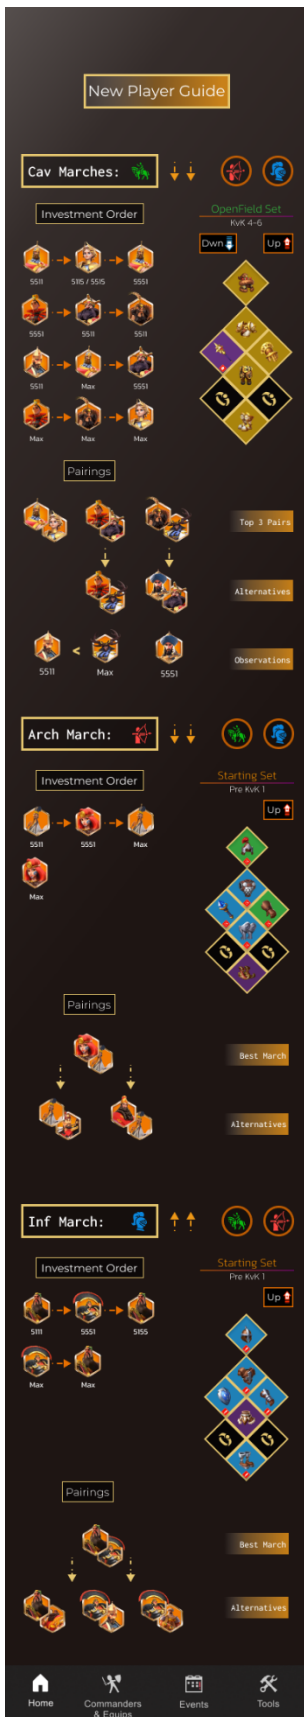 New Player Guide
Cav Marches:
Investment Order
OpenField Set
KvK 4-6
Dwn
Up
5511
5115 / 5515
5551
5551
5511
5511
5511
Max
5551
Max
Max
Max
Pairings
Top 3 Pairs
Alternatives
<
5511
Max
5551
Observations
Arch March:
Investment Order
Starting Set
Pre KvK 1
Up
5511
5551
Max
Max
Pairings
Best March
Alternatives
Inf March:
Investment Order
Starting Set
Pre KvK 1
Up
5111
5551
5155
Max
Max
Pairings
Best March
Alternatives
Home
Commanders
& Equips
Events
Tools